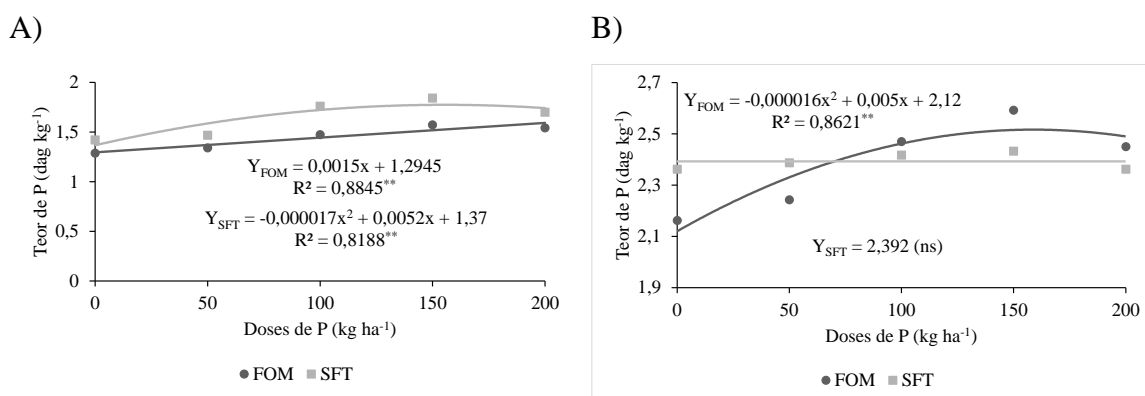 A)
Teor de P (dag kg-1)
2
1,5
1
0,5
0
Y_FOM = 0,0015x + 1,2945
R² = 0,8845**
Y_SFT = -0,000017x² + 0,0052x + 1,37
R² = 0,8188**
0 50 100 150 200
Doses de P (kg ha-1)
FOM SFT
B)
Teor de P (dag kg-1)
2,7
2,5
2,3
2,1
1,9
Y_FOM = -0,000016x² + 0,005x + 2,12
R² = 0,8621**
Y_SFT = 2,392 (ns)
0 50 100 150 200
Doses de P (kg ha-1)
FOM SFT